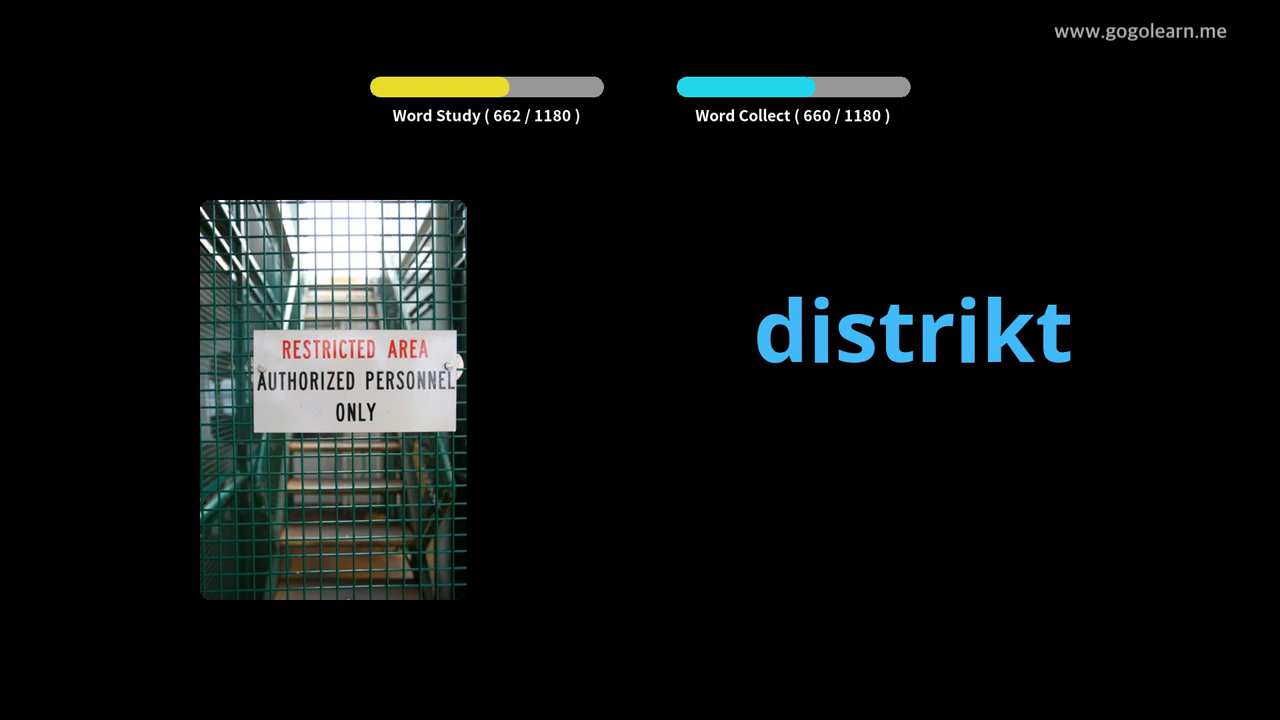 www.gogolearn.me
Word Study ( 662 / 1180 )
Word Collect ( 660 / 1180 )
RESTRICTED AREA
AUTHORIZED PERSONNEL
ONLY
distrikt